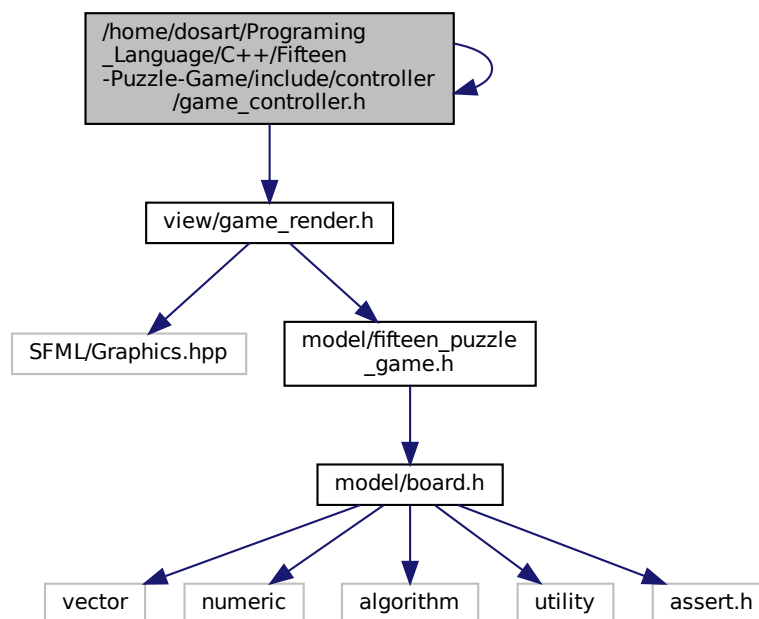 /home/dosart/Programing
_Language/C++/Fifteen
-Puzzle-Game/include/controller
/game_controller.h
view/game_render.h
SFML/Graphics.hpp
model/fifteen_puzzle
_game.h
model/board.h
vector
numeric
algorithm
utility
assert.h